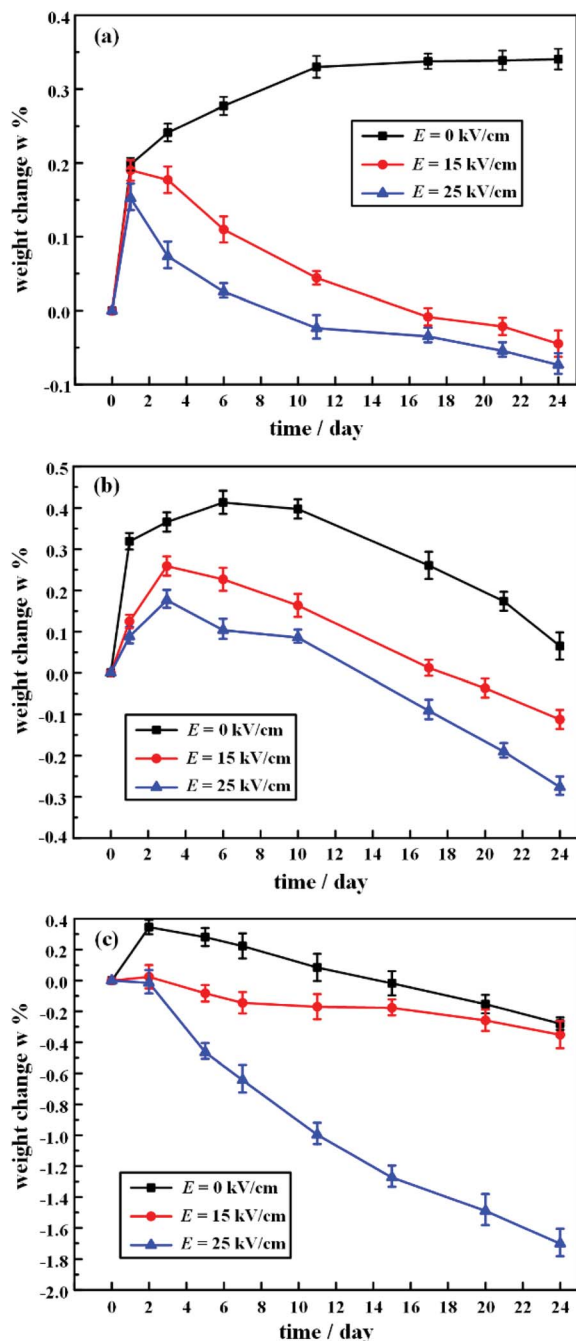 (a)
0.4
0.3
0.2
0.1
0.0
-0.1
weight change w %
E = 0 kV/cm
E = 15 kV/cm
E = 25 kV/cm
0 2 4 6 8 10 12 14 16 18 20 22 24
time / day
(b)
0.5
0.4
0.3
0.2
0.1
0.0
-0.1
-0.2
-0.3
-0.4
weight change w %
E = 0 kV/cm
E = 15 kV/cm
E = 25 kV/cm
0 2 4 6 8 10 12 14 16 18 20 22 24
time / day
(c)
0.4
0.2
0.0
-0.2
-0.4
-0.6
-0.8
-1.0
-1.2
-1.4
-1.6
-1.8
-2.0
weight change w %
E = 0 kV/cm
E = 15 kV/cm
E = 25 kV/cm
0 2 4 6 8 10 12 14 16 18 20 22 24
time / day